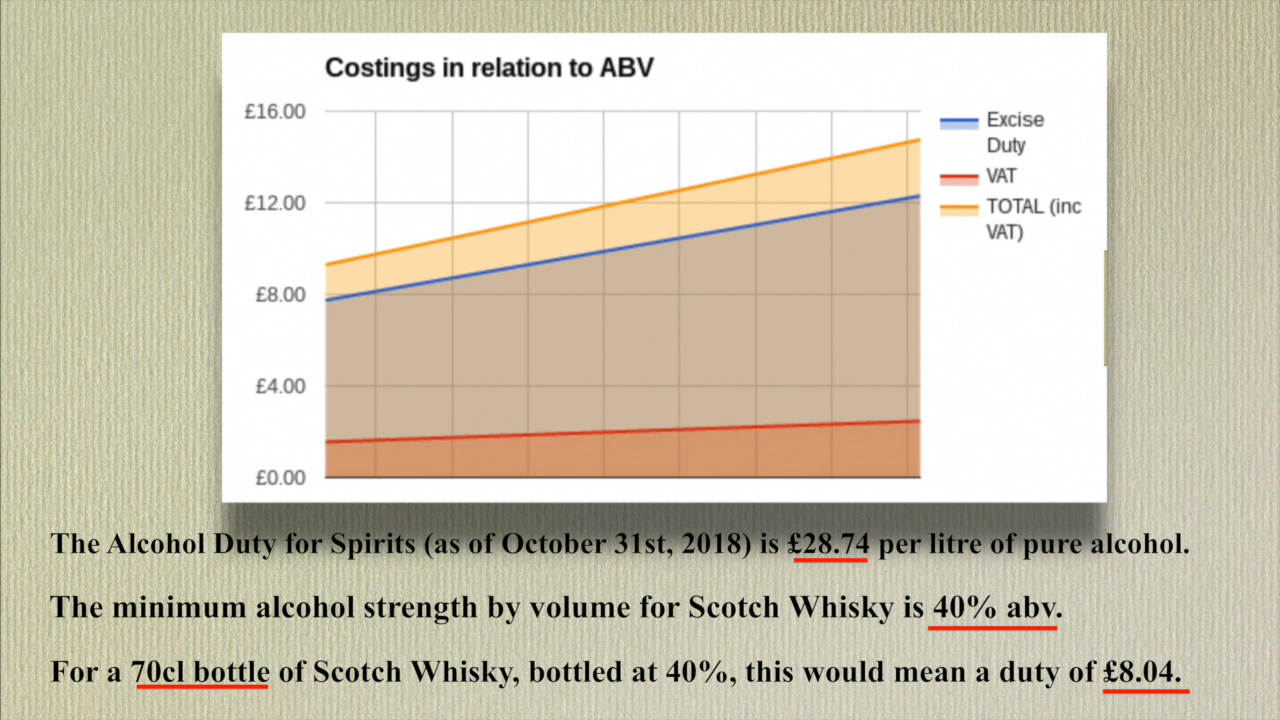 Costings in relation to ABV
£16.00
£12.00
£8.00
£4.00
£0.00
Excise
Duty
VAT
TOTAL (inc
VAT)
The Alcohol Duty for Spirits (as of October 31st, 2018) is £28.74 per litre of pure alcohol.
The minimum alcohol strength by volume for Scotch Whisky is 40% abv.
For a 70cl bottle of Scotch Whisky, bottled at 40%, this would mean a duty of £8.04.